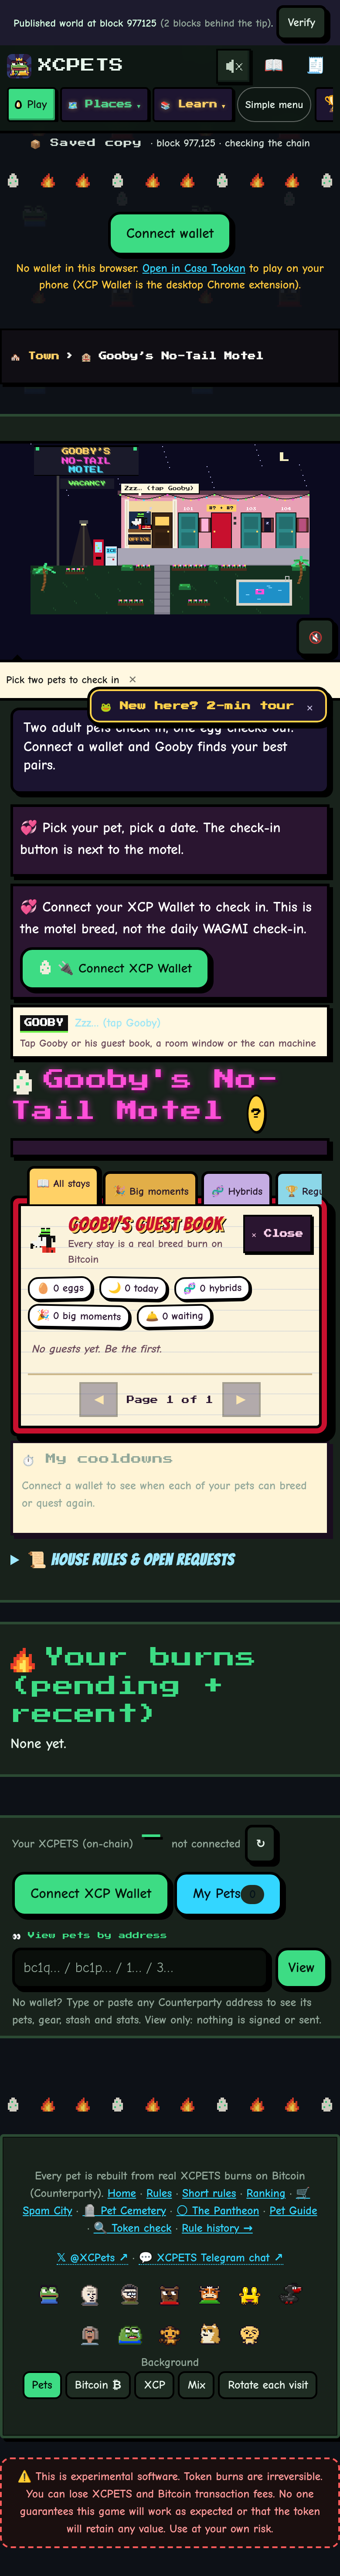 Published world at block 977125 (2 blocks behind the tip). Verify
XCPETS
Play Places Learn Simple menu
Saved copy · block 977,125 · checking the chain
Connect wallet
No wallet in this browser. Open in Casa Tookan to play on your
phone (XCP Wallet is the desktop Chrome extension).
Town › Gooby's No-Tail Motel
GOOBY'S
NO-TAIL
MOTEL
VACANCY
Zzz… (tap Gooby)
OFFICE
101
R? + R?
103
104
Pick two pets to check in ×
New here? 2-min tour ×
Two adult pets check in, one egg checks out.
Connect a wallet and Gooby finds your best
pairs.
Pick your pet, pick a date. The check-in
button is next to the motel.
Connect your XCP Wallet to check in. This is
the motel breed, not the daily WAGMI check-in.
Connect XCP Wallet
GOOBY Zzz… (tap Gooby)
Tap Gooby or his guest book, a room window or the can machine
Gooby's No-
Tail Motel ?
All stays Big moments Hybrids Regu
GOOBY'S GUEST BOOK
× Close
Every stay is a real breed burn on
Bitcoin
0 eggs 0 today 0 hybrids
0 big moments 0 waiting
No guests yet. Be the first.
◀ Page 1 of 1 ▶
My cooldowns
Connect a wallet to see when each of your pets can breed
or quest again.
▶ HOUSE RULES & OPEN REQUESTS
Your burns
(pending +
recent)
None yet.
Your XCPETS (on-chain) — not connected ↻
Connect XCP Wallet My Pets 0
View pets by address
bc1q… / bc1p… / 1… / 3… View
No wallet? Type or paste any Counterparty address to see its
pets, gear, stash and stats. View only: nothing is signed or sent.
Every pet is rebuilt from real XCPETS burns on Bitcoin
(Counterparty). Home · Rules · Short rules · Ranking ·
Spam City · Pet Cemetery · The Pantheon · Pet Guide
· Token check · Rule history →
𝕏 @XCPets ↗ · XCPETS Telegram chat ↗
Background
Pets Bitcoin ₿ XCP Mix Rotate each visit
⚠️ This is experimental software. Token burns are irreversible.
You can lose XCPETS and Bitcoin transaction fees. No one
guarantees this game will work as expected or that the token
will retain any value. Use at your own risk.